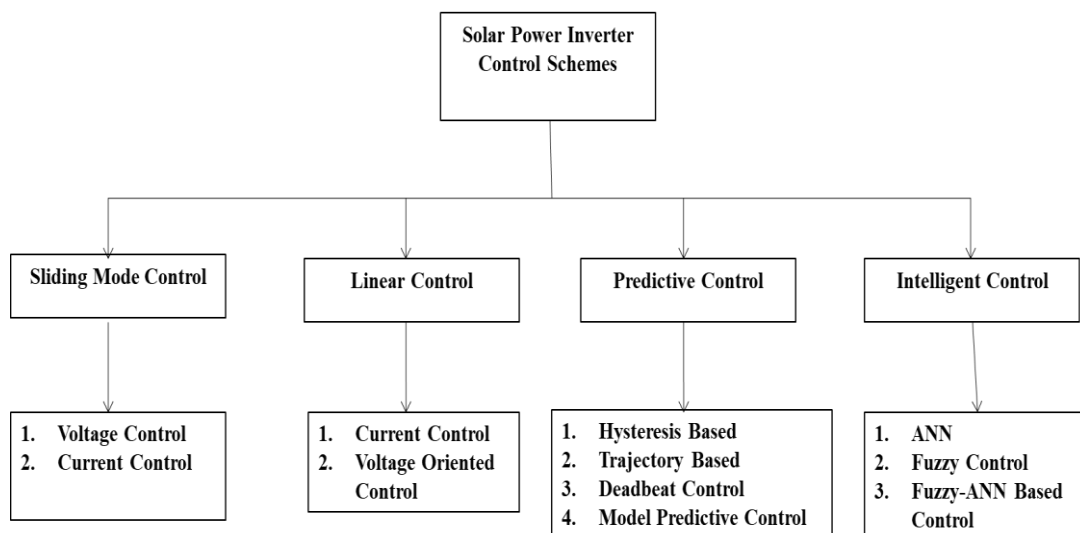 Solar Power Inverter
Control Schemes
Sliding Mode Control
Linear Control
Predictive Control
Intelligent Control
1. Voltage Control
2. Current Control
1. Current Control
2. Voltage Oriented
Control
1. Hysteresis Based
2. Trajectory Based
3. Deadbeat Control
4. Model Predictive Control
1. ANN
2. Fuzzy Control
3. Fuzzy-ANN Based
Control